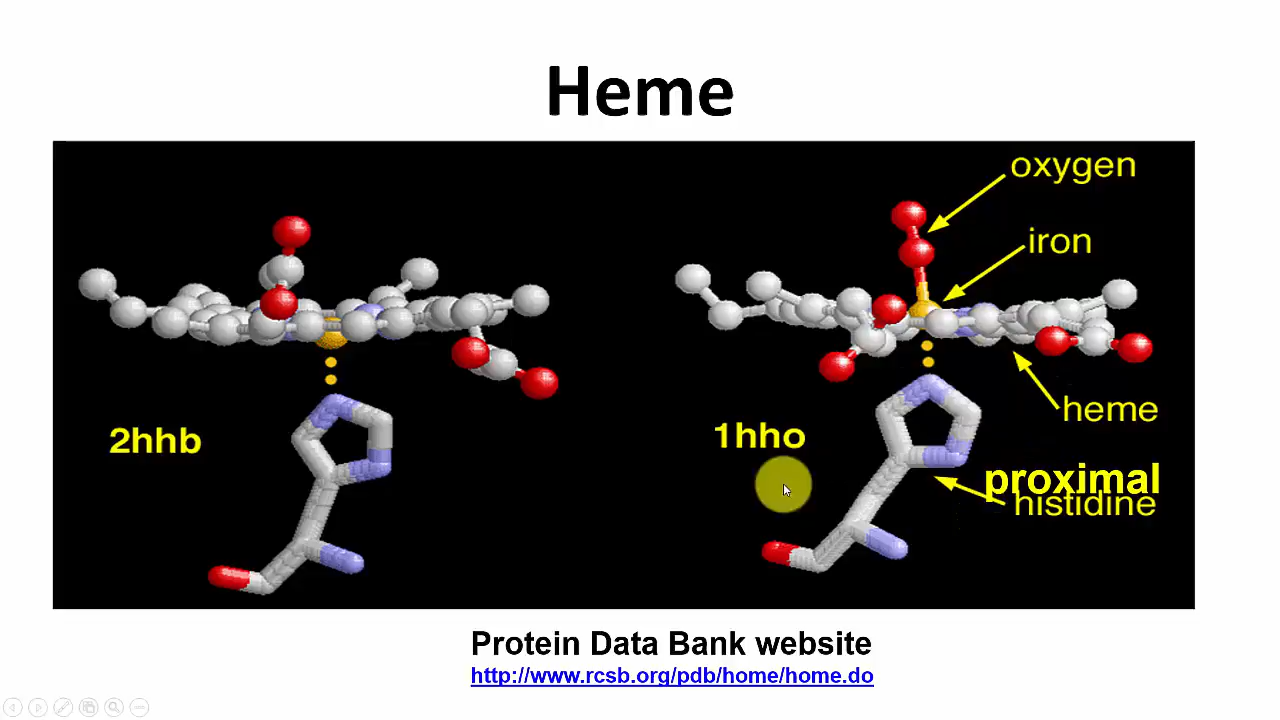 Heme
oxygen
iron
heme
2hhb
1hho
proximal
histidine
Protein Data Bank website
http://www.rcsb.org/pdb/home/home.do